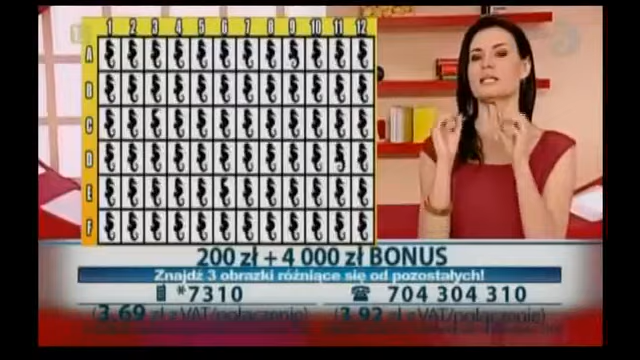 1 2 3 4 5 6 7 8 9 10 11 12
A
B
C
D
E
F
200 zł + 4 000 zł BONUS
Znajdź 3 obrazki różniące się od pozostałych!
*7310 704 304 310
(3,69 zł z VAT/połączenie) (3,92 zł z VAT/połączenie)